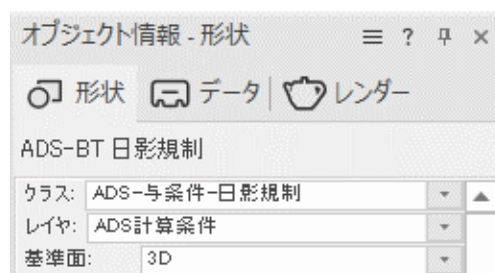 オブジェクト情報 - 形状
形状 データ レンダー
ADS-BT 日影規制
クラス: ADS-与条件-日影規制
レイヤ: ADS計算条件
基準面: 3D